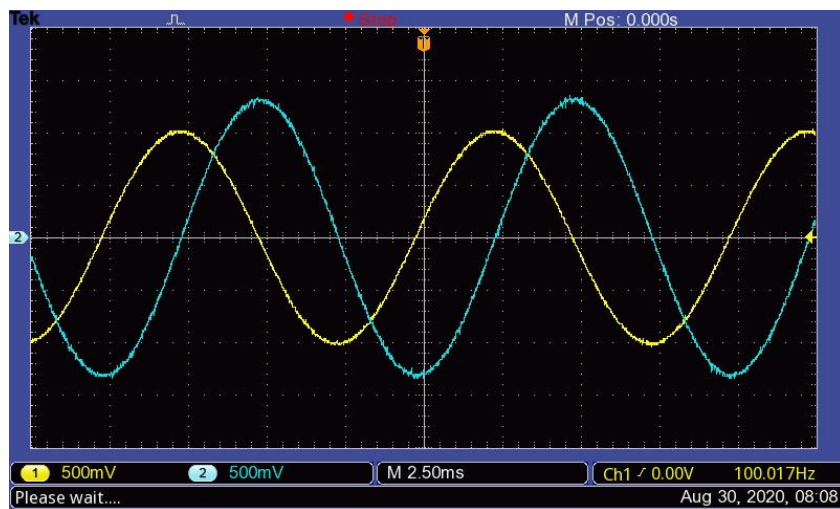 Tek Stop M Pos: 0.000s
T
2
1 500mV 2 500mV M 2.50ms Ch1 0.00V 100.017Hz
Please wait.... Aug 30, 2020, 08:08